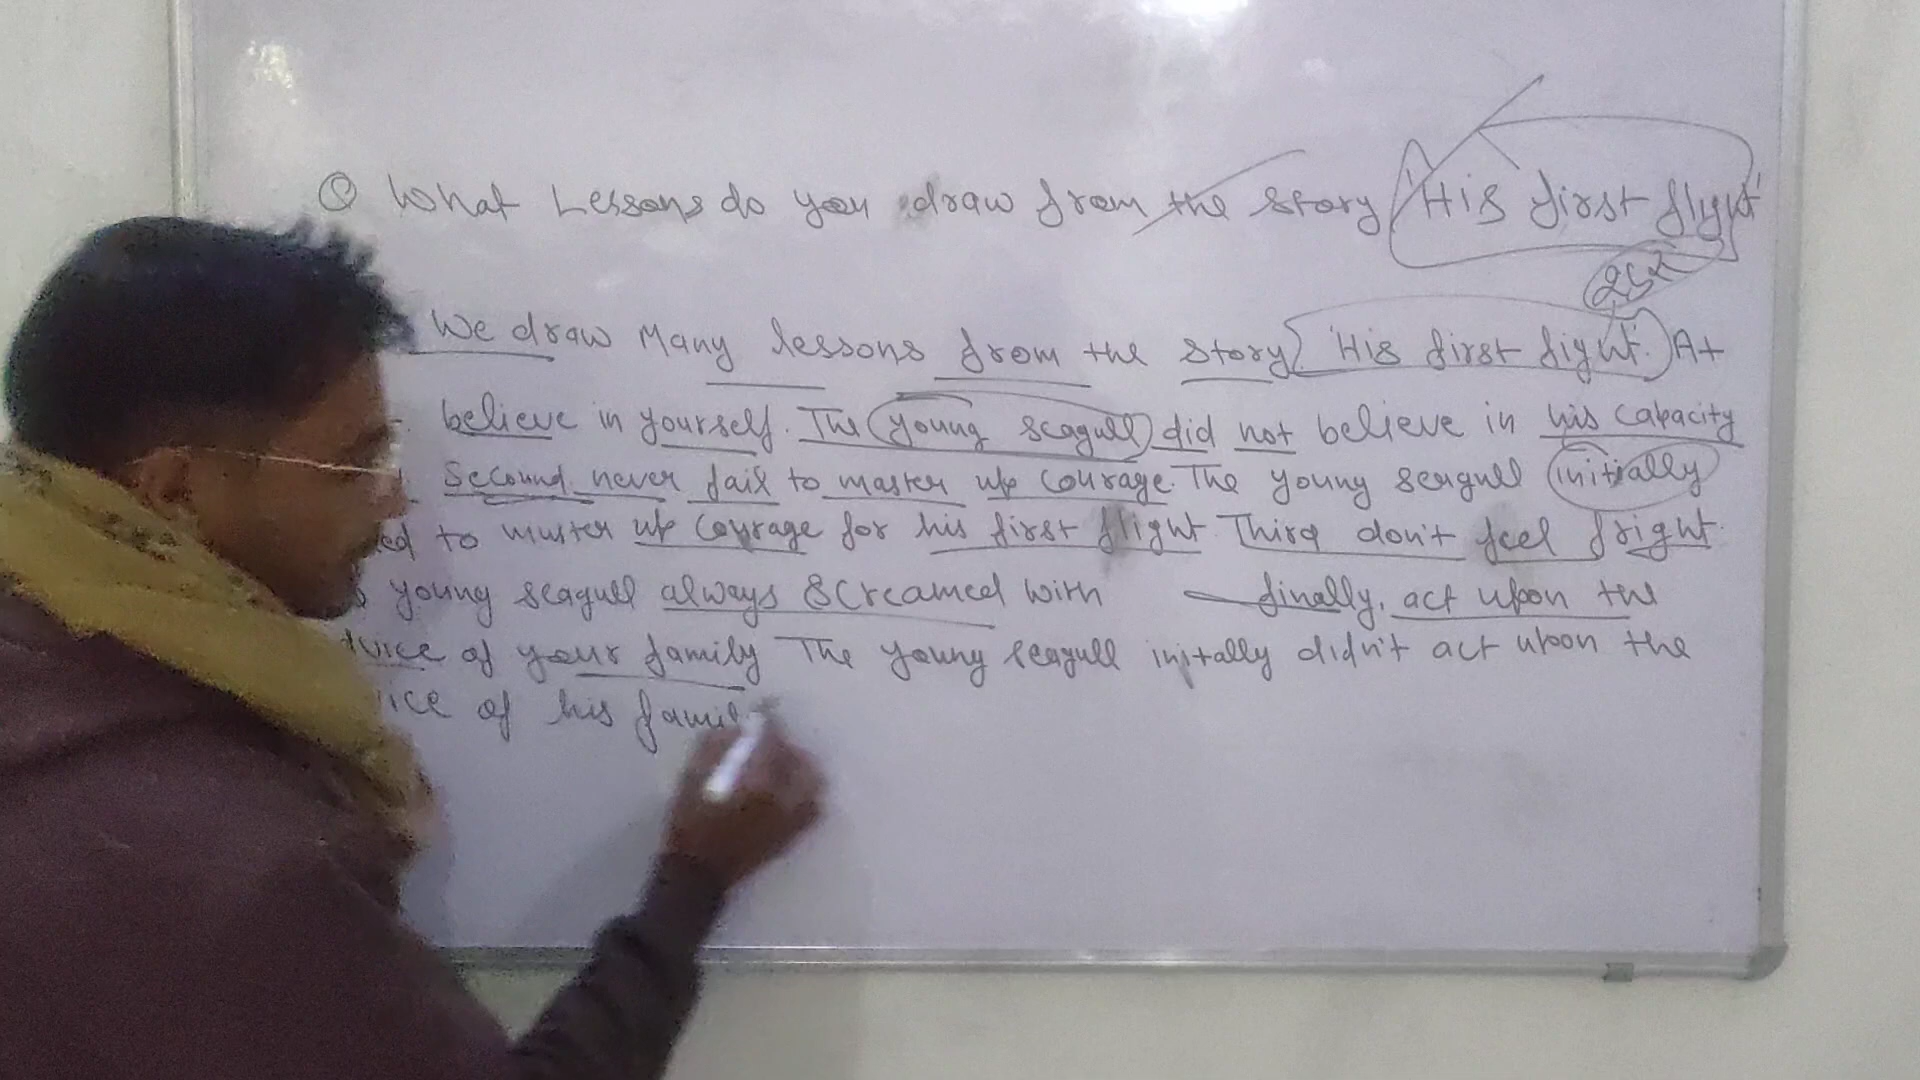 Q What Lessons do you draw from the story 'His first flight'
We draw Many lessons from the story 'His first fight'. At
believe in yourself. The young seagull did not believe in his capacity
Second never fail to master up courage. The young seagull initially
ed to muster up courage for his first flight. Third don't feel fright.
young seagull always screamed with finally, act upon the
vice of your family The young seagull initally didn't act upon the
ice of his famil